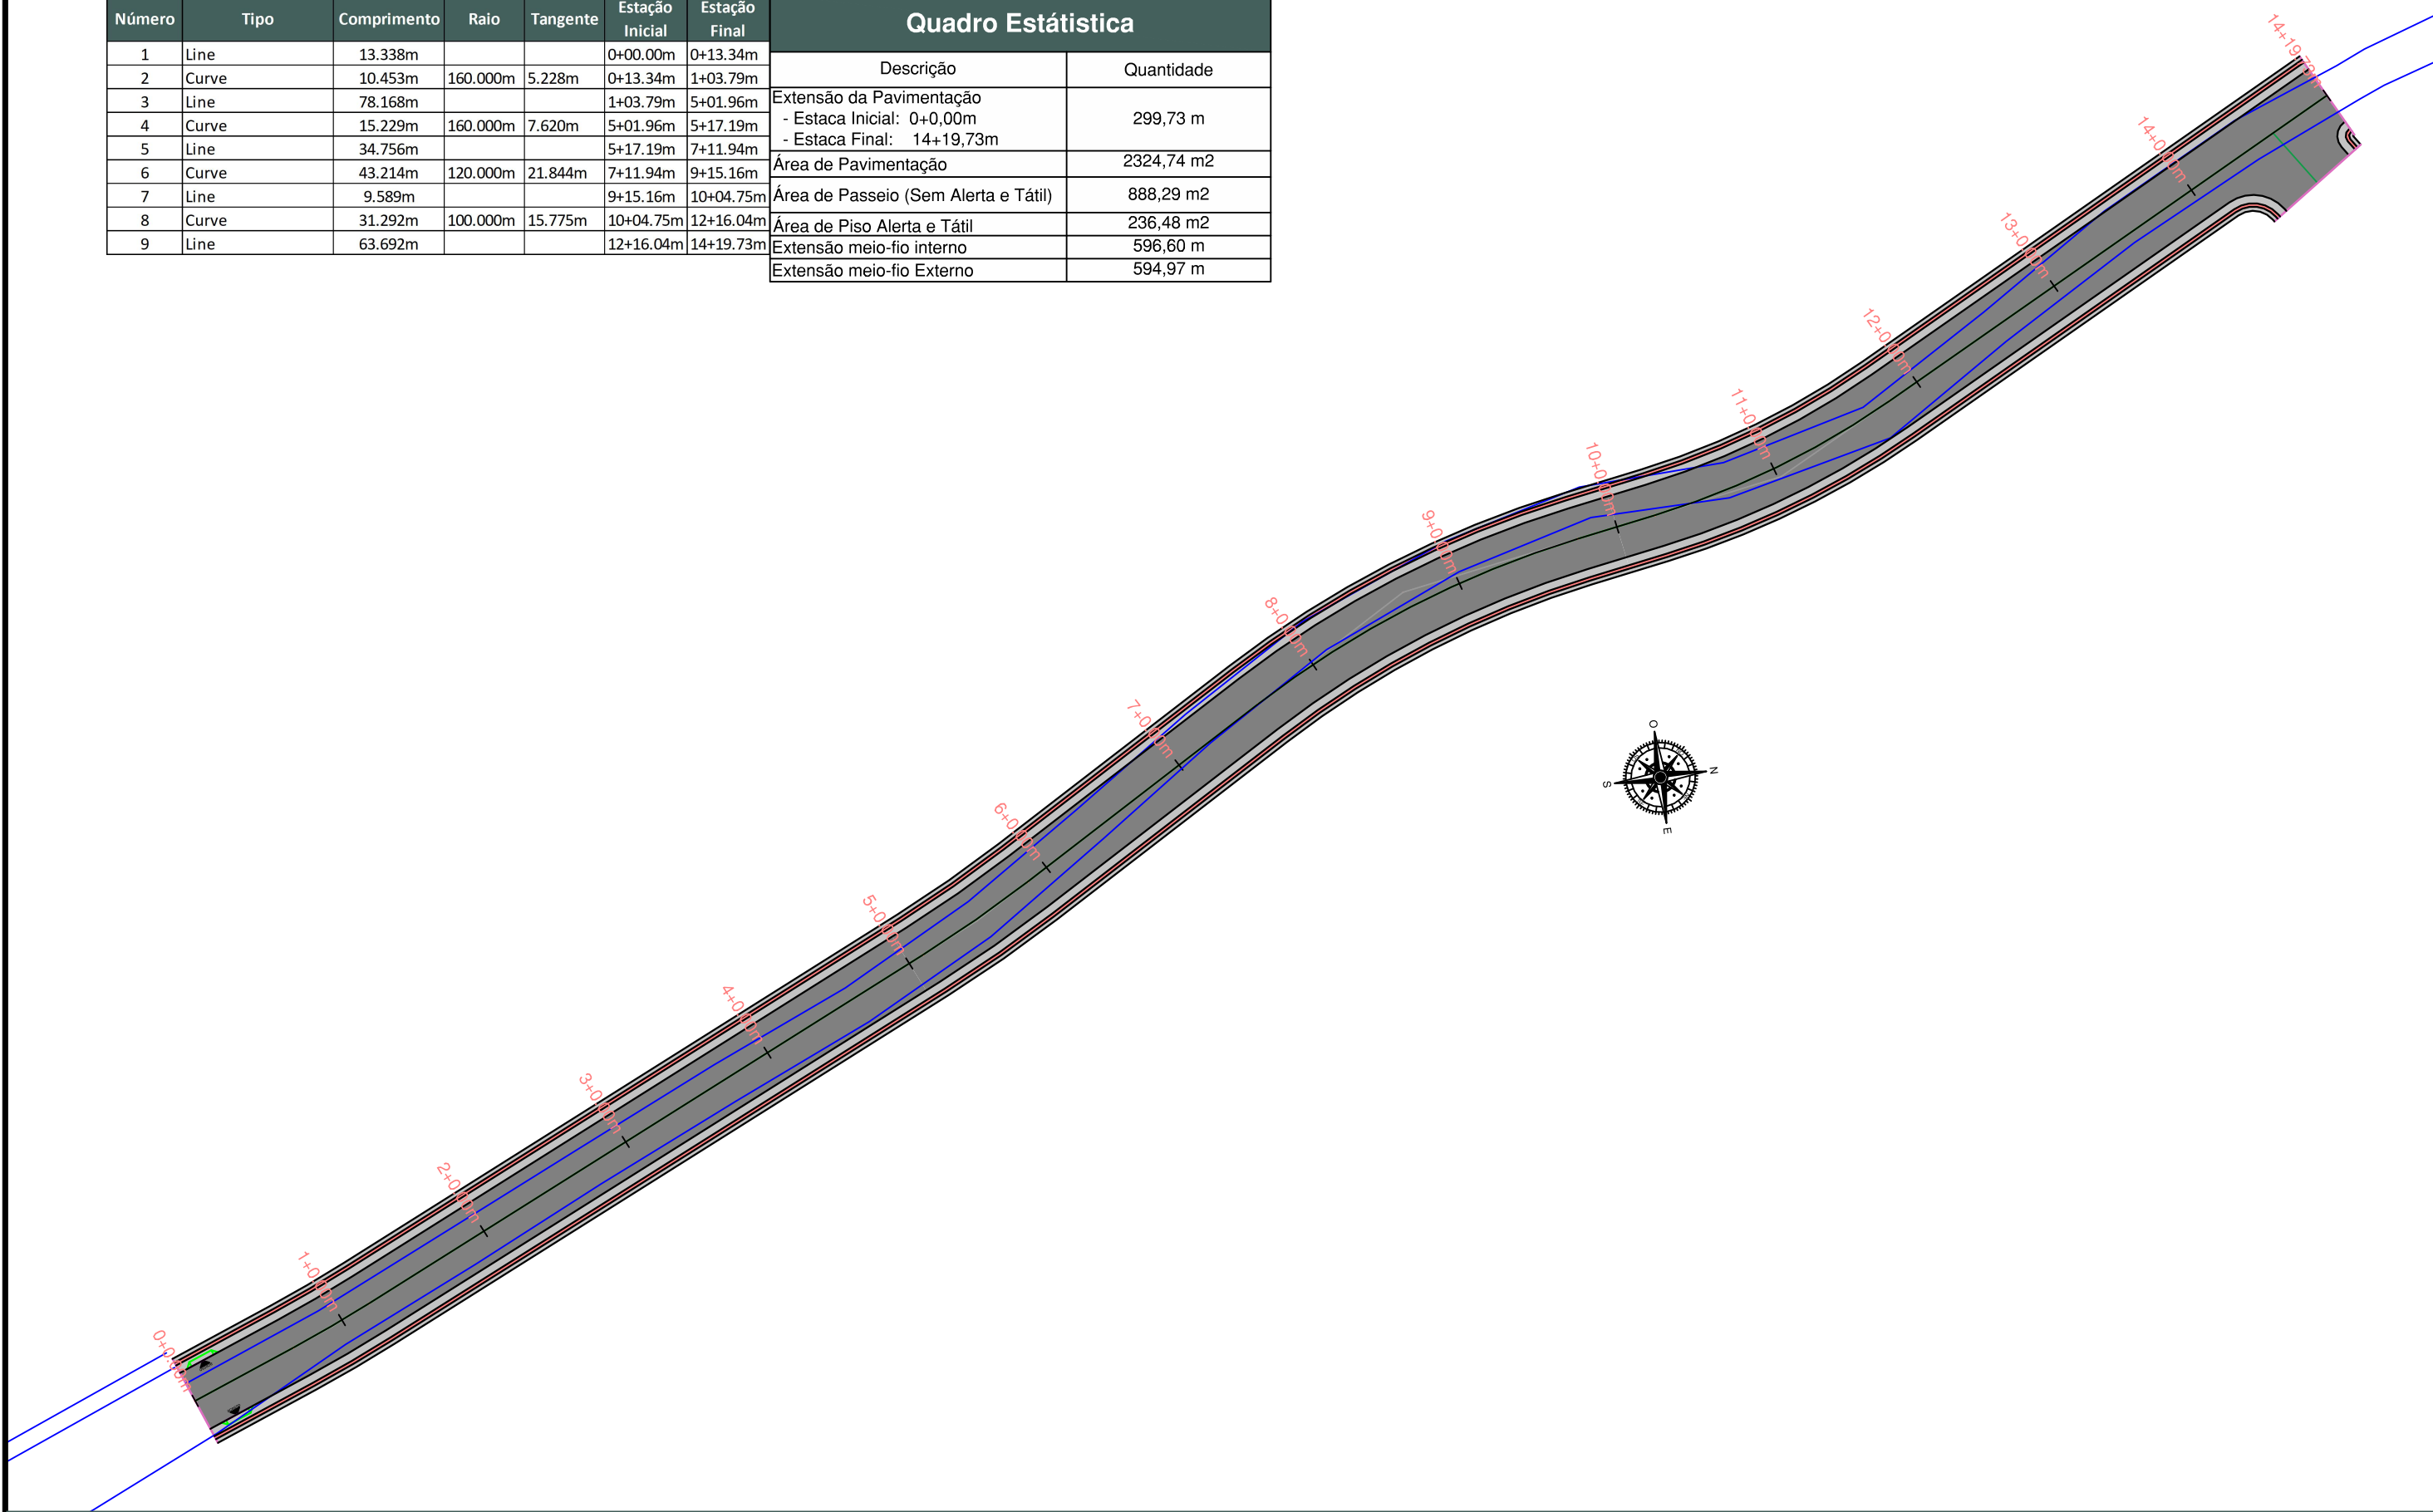 Número Tipo Comprimento Raio Tangente Estação Inicial Estação Final
1 Line 13.338m 0+00.00m 0+13.34m
2 Curve 10.453m 160.000m 5.228m 0+13.34m 1+03.79m
3 Line 78.168m 1+03.79m 5+01.96m
4 Curve 15.229m 160.000m 7.620m 5+01.96m 5+17.19m
5 Line 34.756m 5+17.19m 7+11.94m
6 Curve 43.214m 120.000m 21.844m 7+11.94m 9+15.16m
7 Line 9.589m 9+15.16m 10+04.75m
8 Curve 31.292m 100.000m 15.775m 10+04.75m 12+16.04m
9 Line 63.692m 12+16.04m 14+19.73m
Quadro Estátistica
Descrição Quantidade
Extensão da Pavimentação
- Estaca Inicial: 0+0,00m 299,73 m
- Estaca Final: 14+19,73m
Área de Pavimentação 2324,74 m2
Área de Passeio (Sem Alerta e Tátil) 888,29 m2
Área de Piso Alerta e Tátil 236,48 m2
Extensão meio-fio interno 596,60 m
Extensão meio-fio Externo 594,97 m
14+19.73m
14+0.00m
13+0.00m
12+0.00m
11+0.00m
10+0.00m
9+0.00m
8+0.00m
7+0.00m
6+0.00m
5+0.00m
4+0.00m
3+0.00m
2+0.00m
1+0.00m
0+0.00m
O
N
S
E